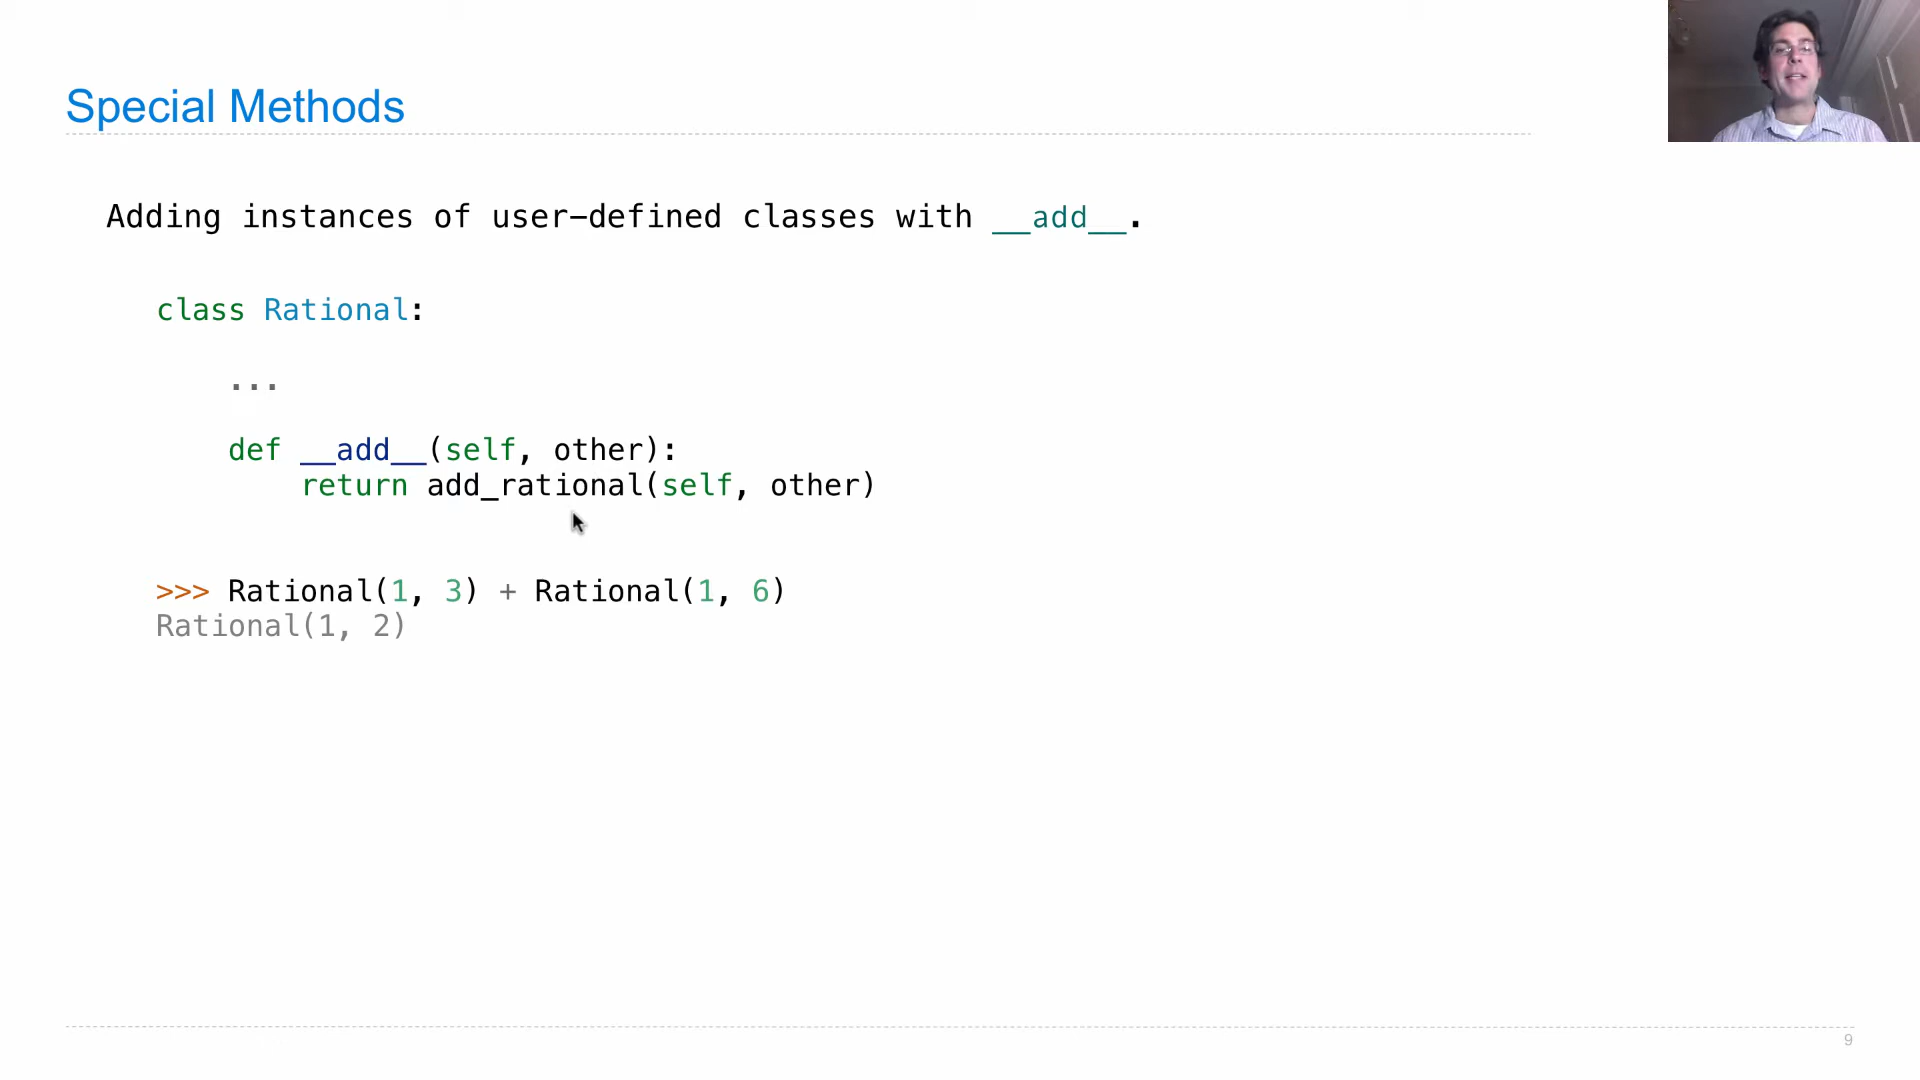 Special Methods
Adding instances of user-defined classes with __add__.
class Rational:
...
def __add__(self, other):
return add_rational(self, other)
>>> Rational(1, 3) + Rational(1, 6)
Rational(1, 2)
9